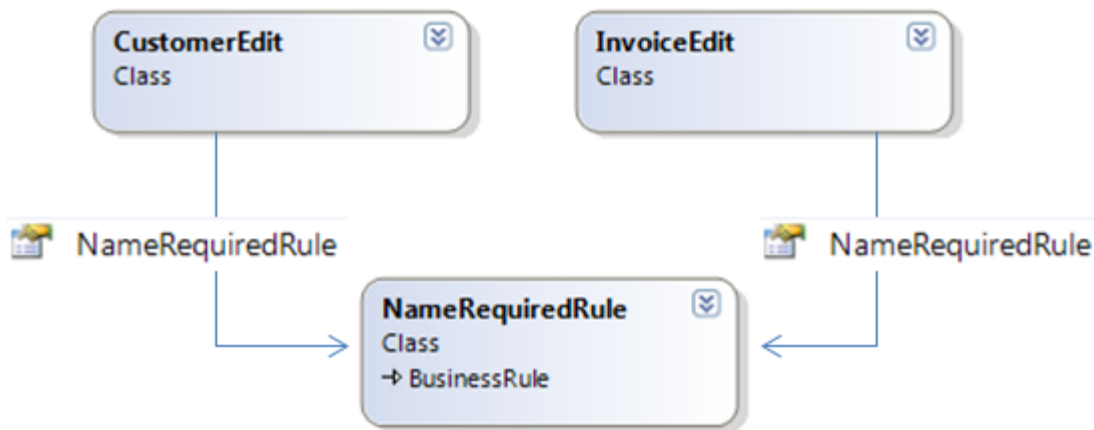 CustomerEdit
Class
InvoiceEdit
Class
NameRequiredRule
NameRequiredRule
NameRequiredRule
Class
BusinessRule